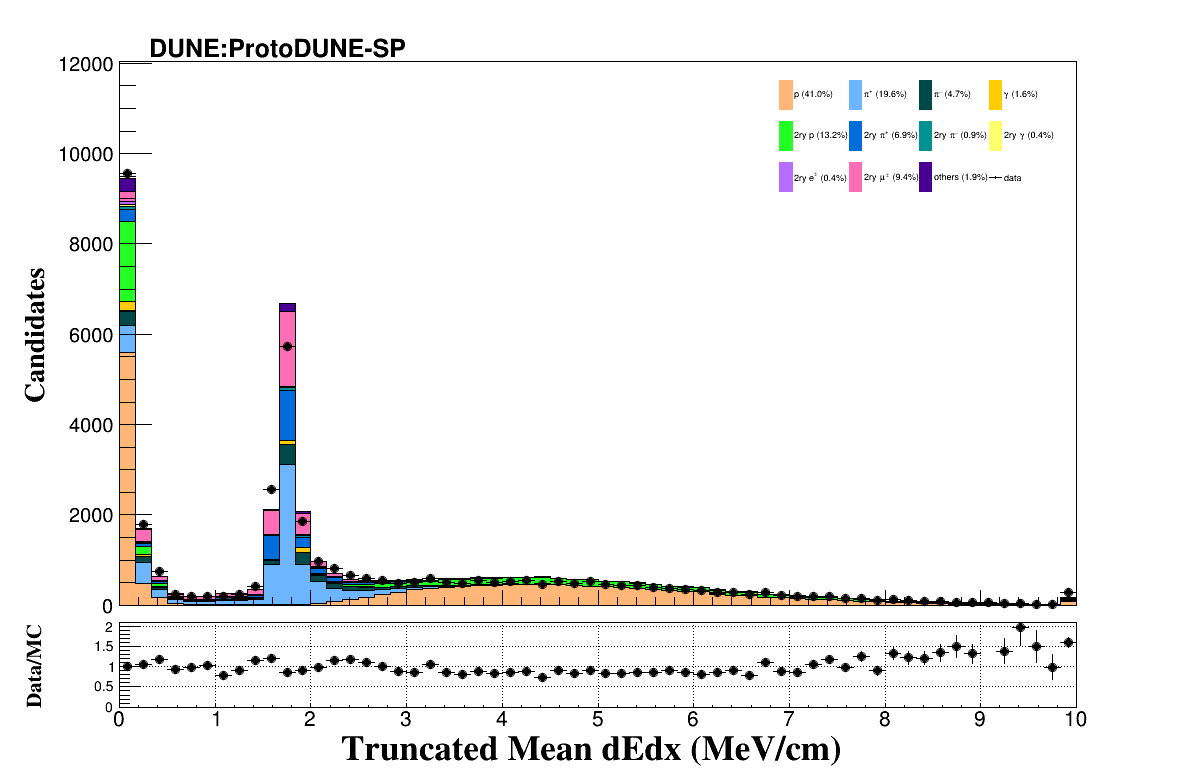 DUNE:ProtoDUNE-SP
12000
10000
8000
6000
4000
2000
0
Candidates
p (41.0%) π⁺ (19.6%) π⁻ (4.7%) γ (1.6%)
2ry p (13.2%) 2ry π⁺ (6.9%) 2ry π⁻ (0.9%) 2ry γ (0.4%)
2ry e± (0.4%) 2ry μ± (9.4%) others (1.9%) data
2
1.5
1
0.5
0
Data/MC
0 1 2 3 4 5 6 7 8 9 10
Truncated Mean dEdx (MeV/cm)